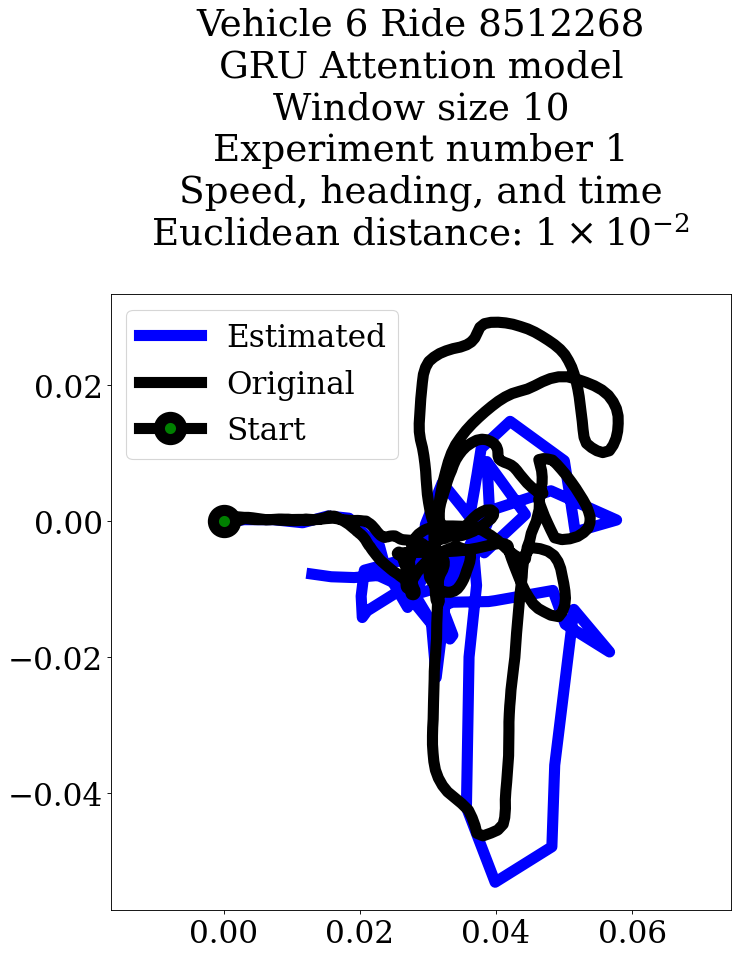 Vehicle 6 Ride 8512268
GRU Attention model
Window size 10
Experiment number 1
Speed, heading, and time
Euclidean distance: 1 × 10⁻²
Estimated
Original
Start
0.02
0.00
−0.02
−0.04
0.00 0.02 0.04 0.06